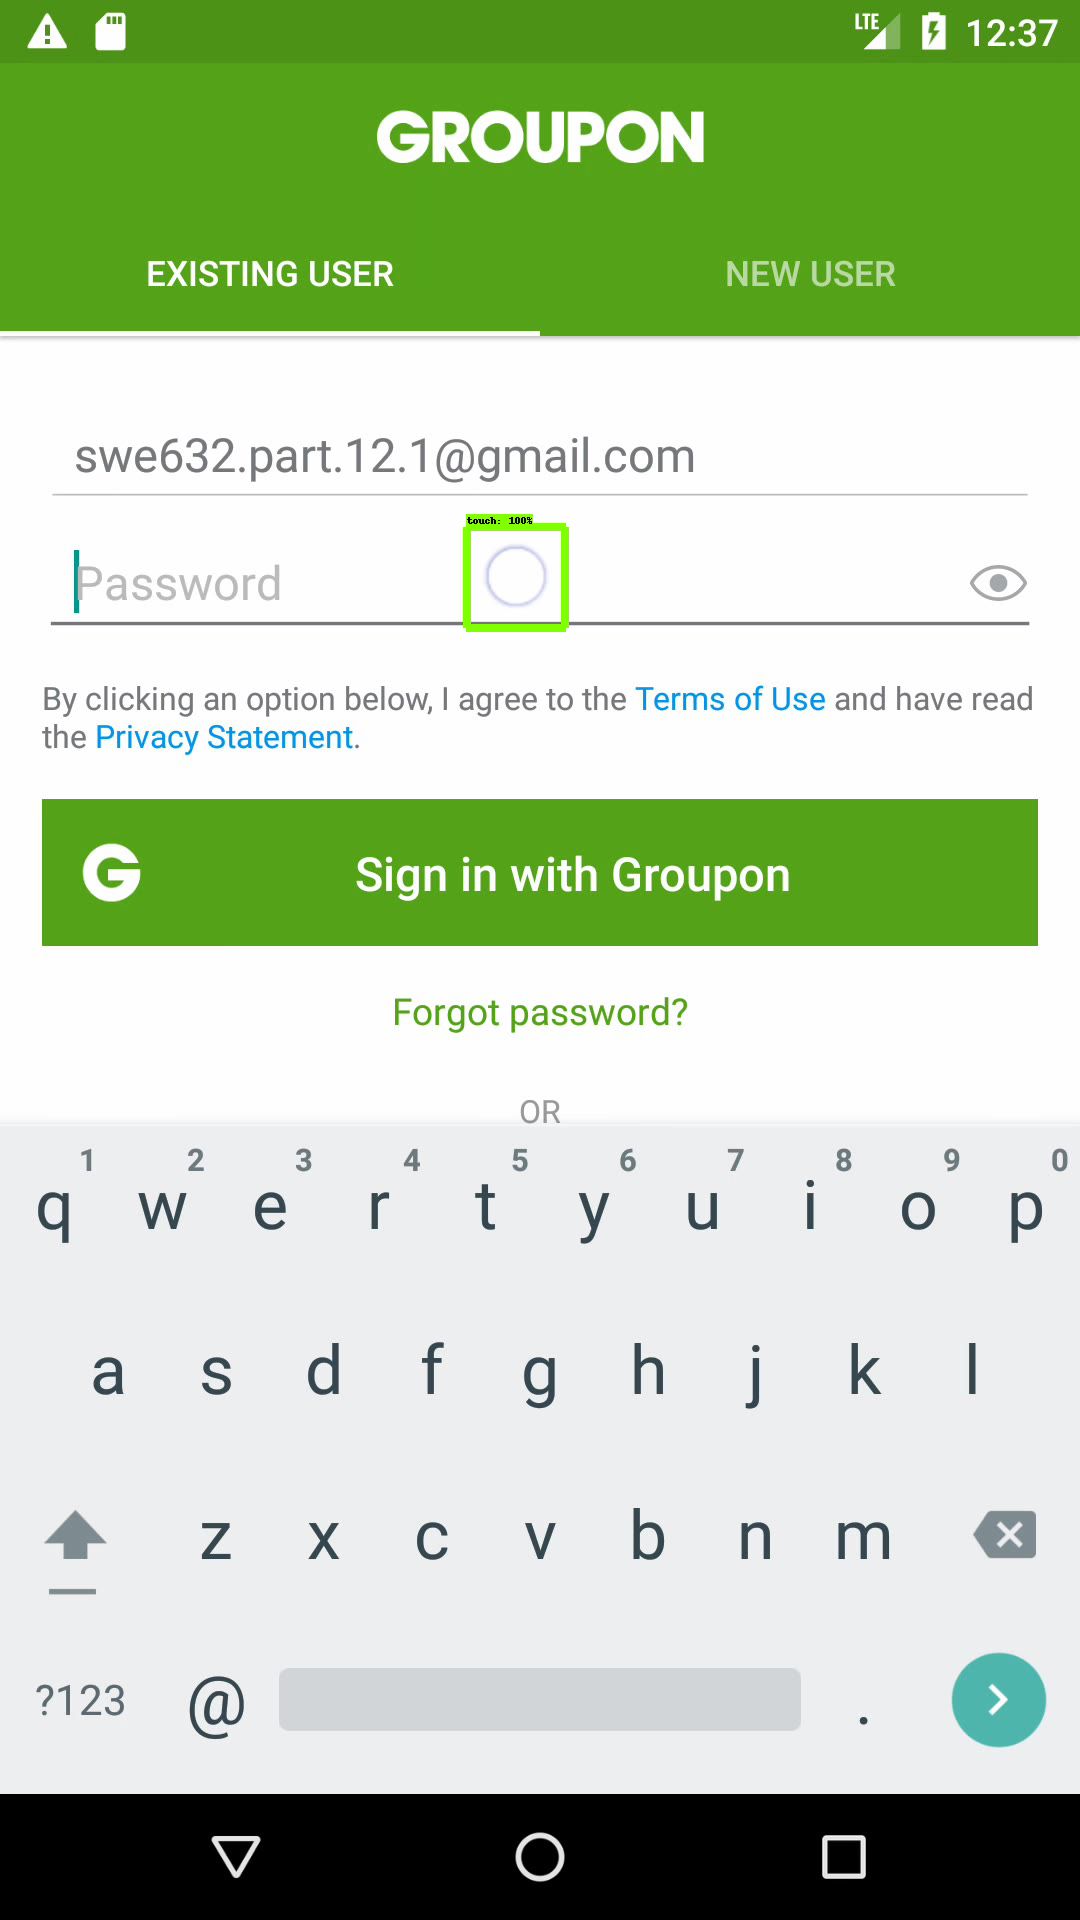 LTE 12:37
GROUPON
EXISTING USER NEW USER
swe632.part.12.1@gmail.com
touch: 100%
Password
By clicking an option below, I agree to the Terms of Use and have read
the Privacy Statement.
G Sign in with Groupon
Forgot password?
OR
1 2 3 4 5 6 7 8 9 0
q w e r t y u i o p
a s d f g h j k l
z x c v b n m
?123 @ .